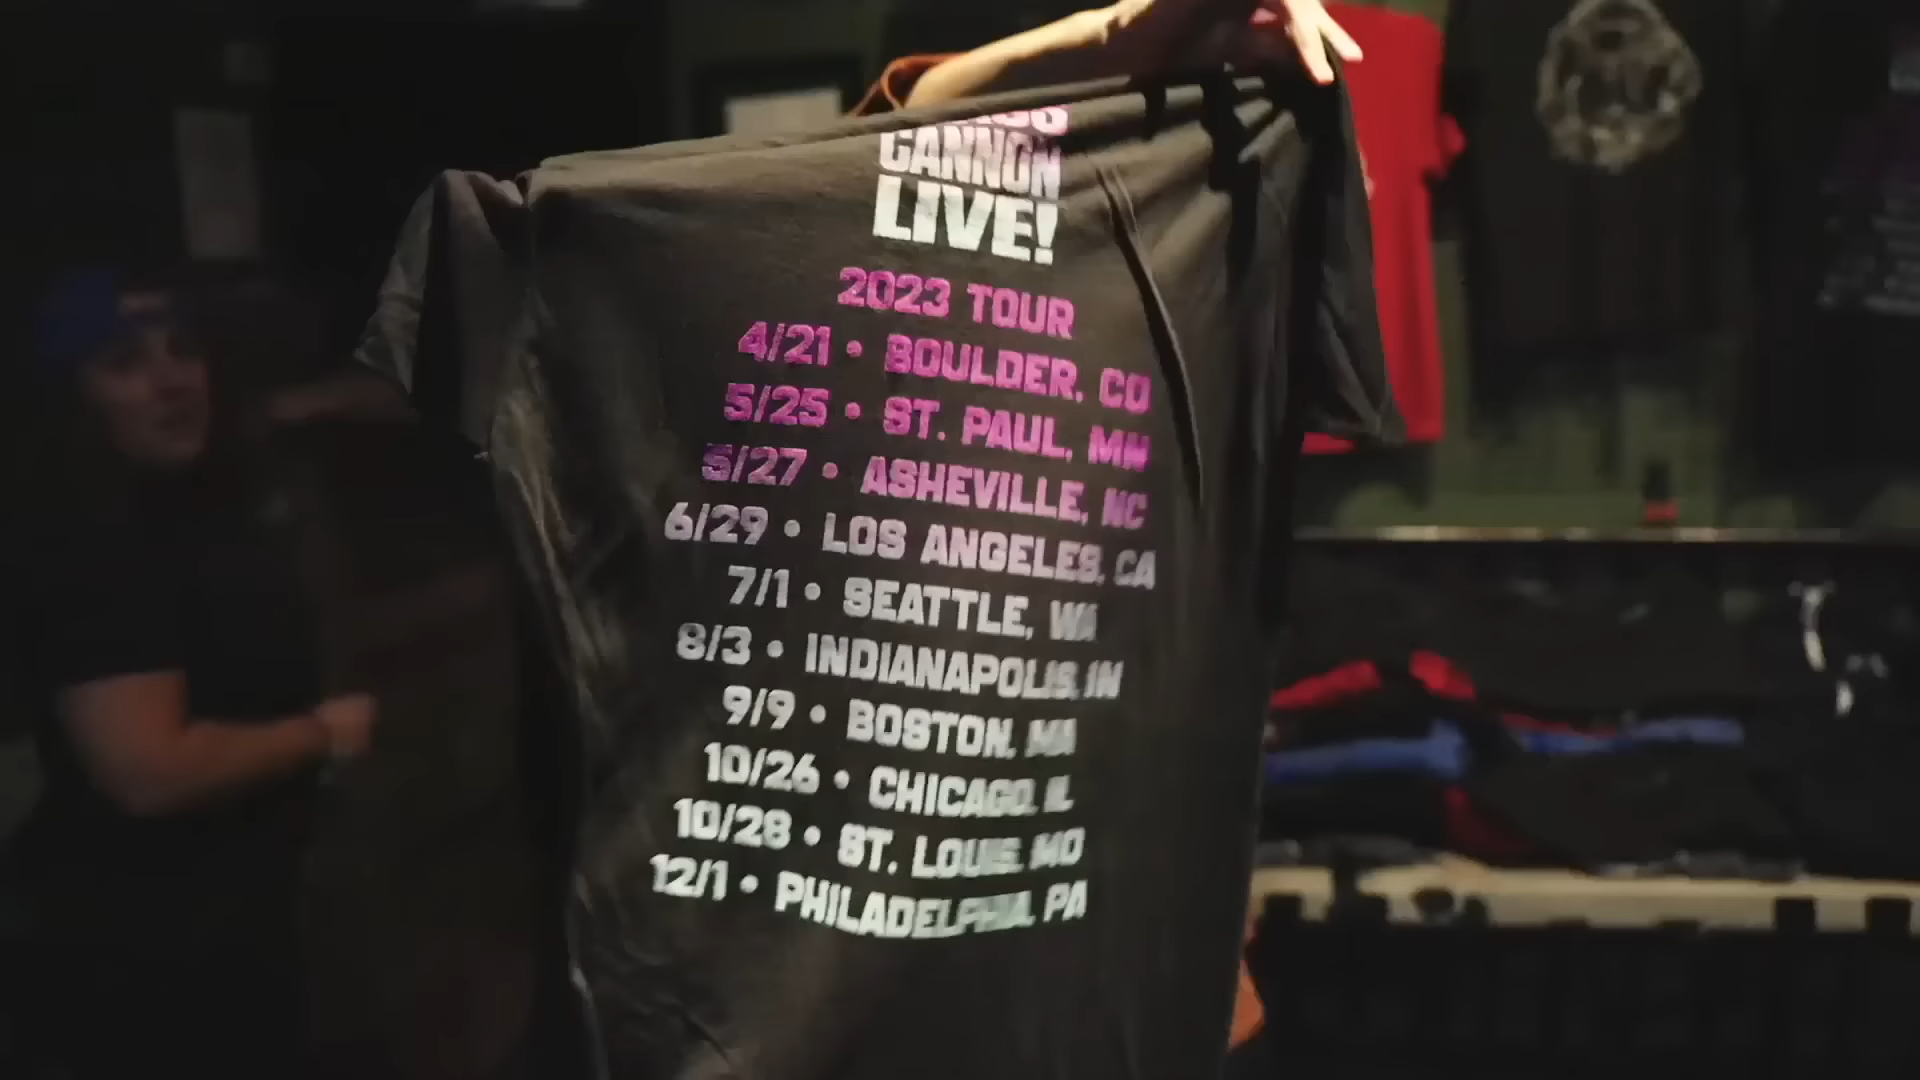 CANNON
LIVE!
2023 TOUR
4/21 • BOULDER, CO
5/25 • ST. PAUL, MN
5/27 • ASHEVILLE, NC
6/29 • LOS ANGELES, CA
7/1 • SEATTLE, WA
8/3 • INDIANAPOLIS, IN
9/9 • BOSTON, MA
10/26 • CHICAGO, IL
10/28 • ST. LOUIS, MO
12/1 • PHILADELPHIA, PA